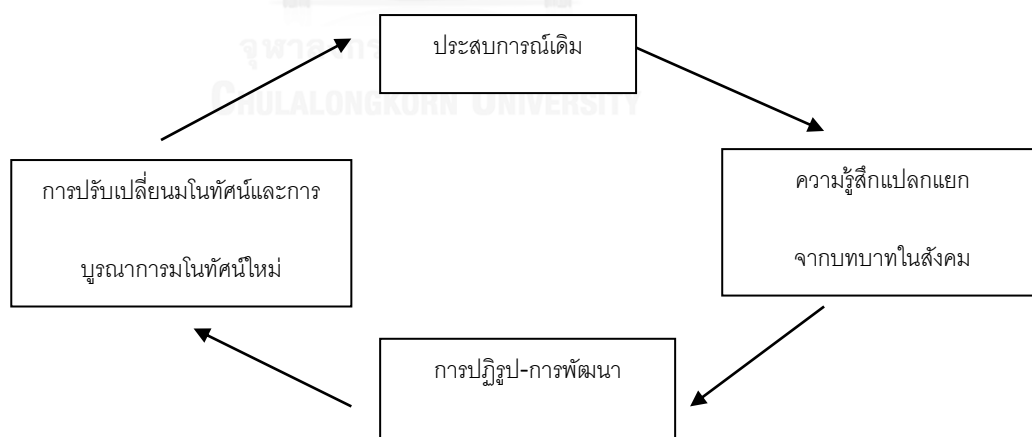 ประสบการณ์เดิม
CHULALONGKORN UNIVERSITY
การปรับเปลี่ยนมโนทัศน์และการ
บูรณาการมโนทัศน์ใหม่
ความรู้สึกแปลกแยก
จากบทบาทในสังคม
การปฏิรูป-การพัฒนา